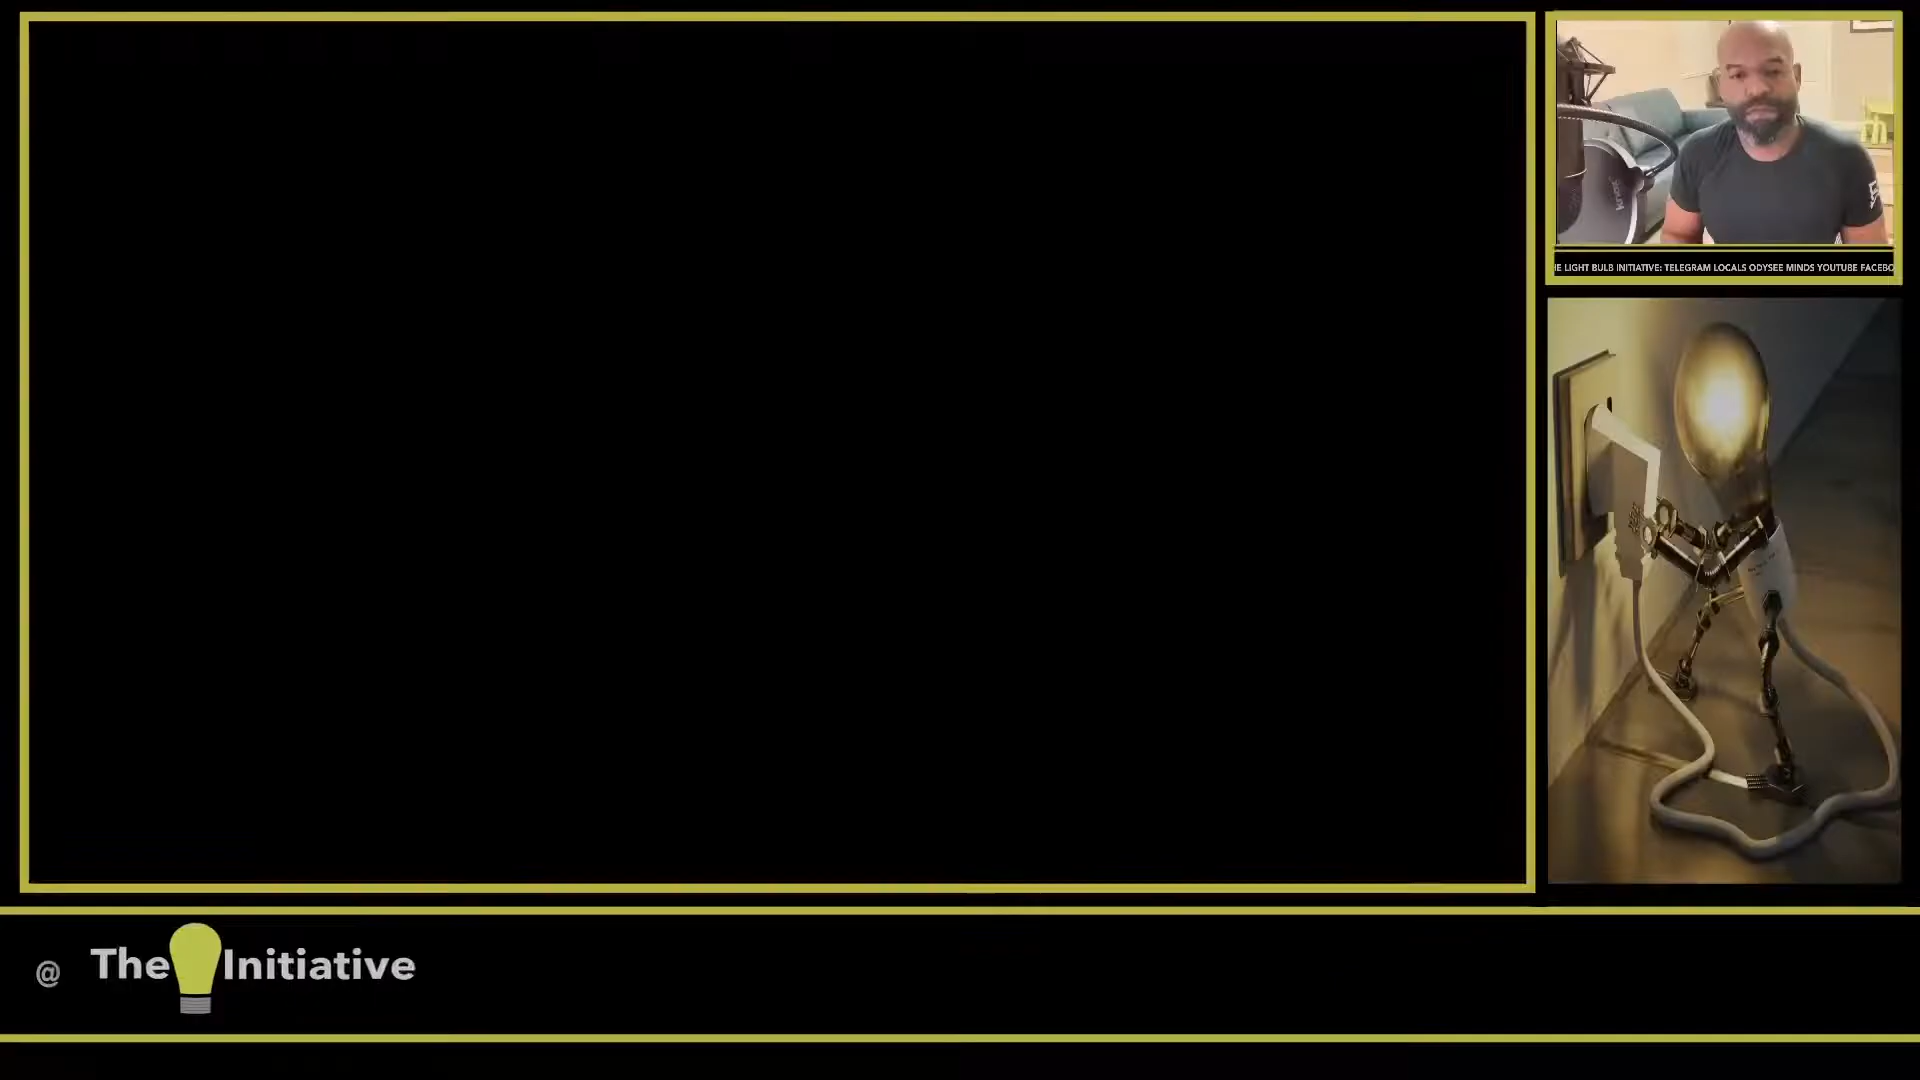 E LIGHT BULB INITIATIVE: TELEGRAM LOCALS ODYSEE MINDS YOUTUBE FACEBO
@ The Initiative